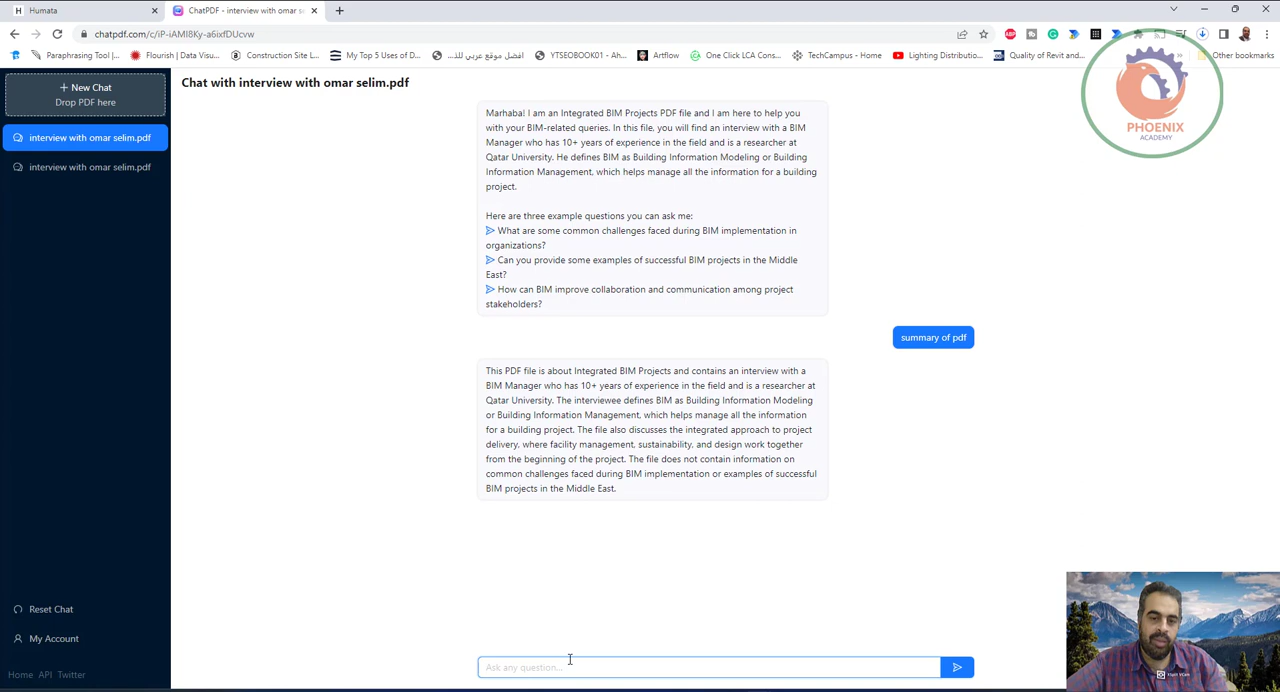 Humata
ChatPDF - interview with omar se
chatpdf.com/c/iP-iAMI8Ky-a6ixfDUcvw
Paraphrasing Tool |...
Flourish | Data Visu...
Construction Site L...
My Top 5 Uses of D...
افضل موقع عربي للذ...
YTSEOBOOK01 - Ah...
Artflow
One Click LCA Cons...
TechCampus - Home
Lighting Distributio...
Quality of Revit and...
Other bookmarks
+ New Chat
Drop PDF here
interview with omar selim.pdf
interview with omar selim.pdf
Chat with interview with omar selim.pdf
Marhaba! I am an Integrated BIM Projects PDF file and I am here to help you
with your BIM-related queries. In this file, you will find an interview with a BIM
Manager who has 10+ years of experience in the field and is a researcher at
Qatar University. He defines BIM as Building Information Modeling or Building
Information Management, which helps manage all the information for a building
project.
Here are three example questions you can ask me:
What are some common challenges faced during BIM implementation in
organizations?
Can you provide some examples of successful BIM projects in the Middle
East?
How can BIM improve collaboration and communication among project
stakeholders?
summary of pdf
This PDF file is about Integrated BIM Projects and contains an interview with a
BIM Manager who has 10+ years of experience in the field and is a researcher at
Qatar University. The interviewee defines BIM as Building Information Modeling
or Building Information Management, which helps manage all the information
for a building project. The file also discusses the integrated approach to project
delivery, where facility management, sustainability, and design work together
from the beginning of the project. The file does not contain information on
common challenges faced during BIM implementation or examples of successful
BIM projects in the Middle East.
Ask any question...
Reset Chat
My Account
Home API Twitter
PHOENIX
ACADEMY